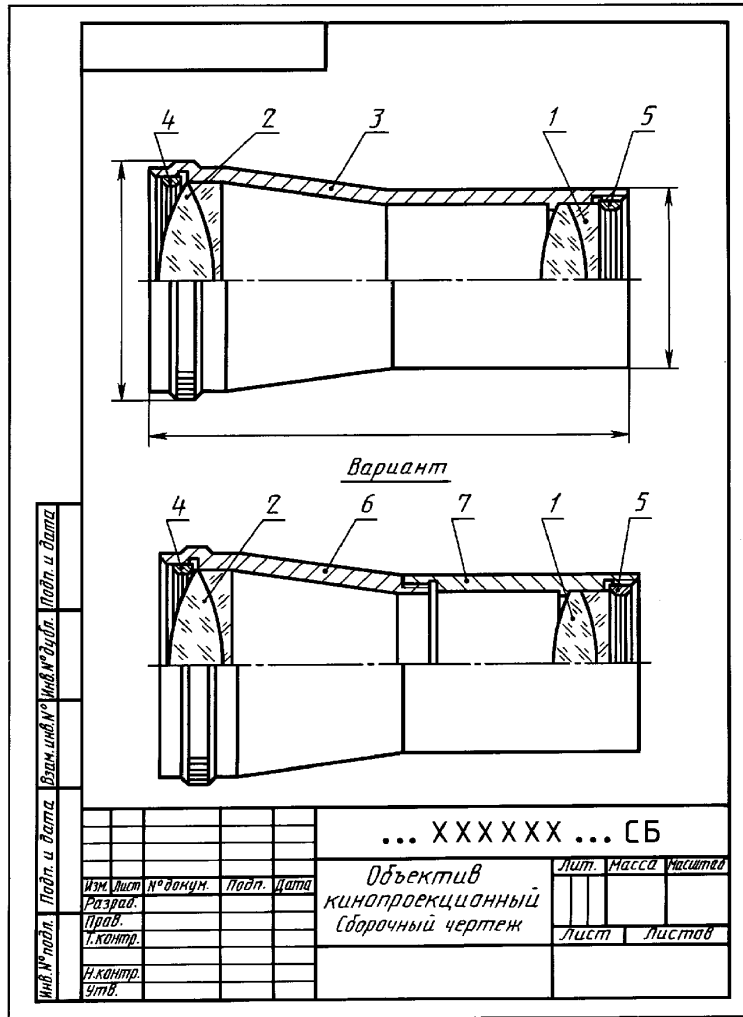 4 2 3 1 5
Вариант
4 2 6 7 1 5
... XXXXXX ... СБ
Объектив
кинопроекционный
Сборочный чертеж
Лит. Масса Масштаб
Лист Листов
Изм. Лист № докум. Подп. Дата
Разраб.
Пров.
Т.контр.
Н.контр.
Утв.
Подп. и дата
Инв.№ дубл.
Взам.инв.№
Подп. и дата
Инв.№ подл.